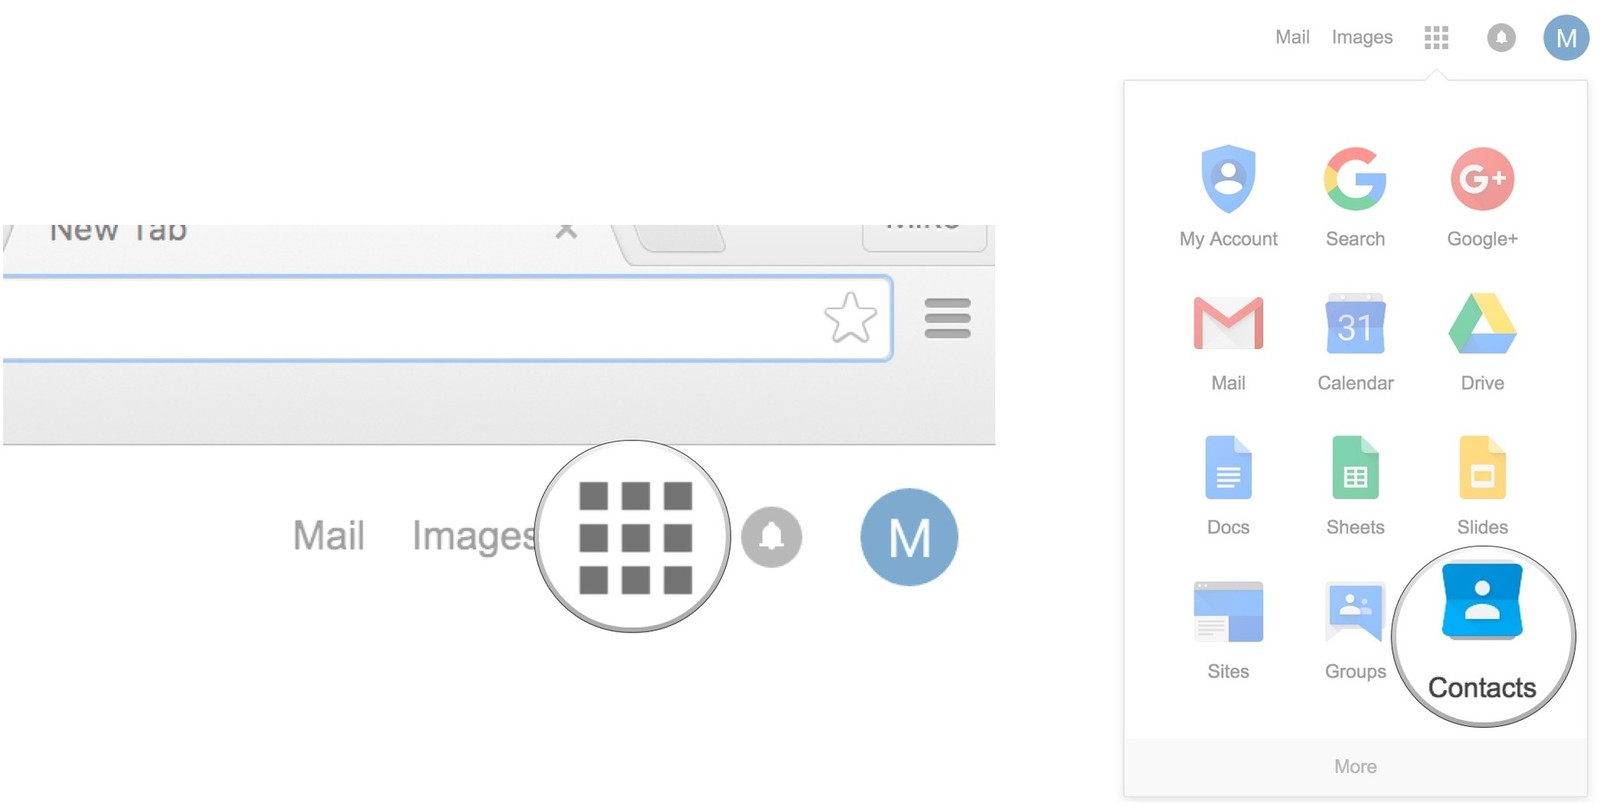 New Tab
Mail Images M
Mail Images M
My Account Search G+
Google+
31
Mail Calendar Drive
Docs Sheets Slides
Sites Groups Contacts
More